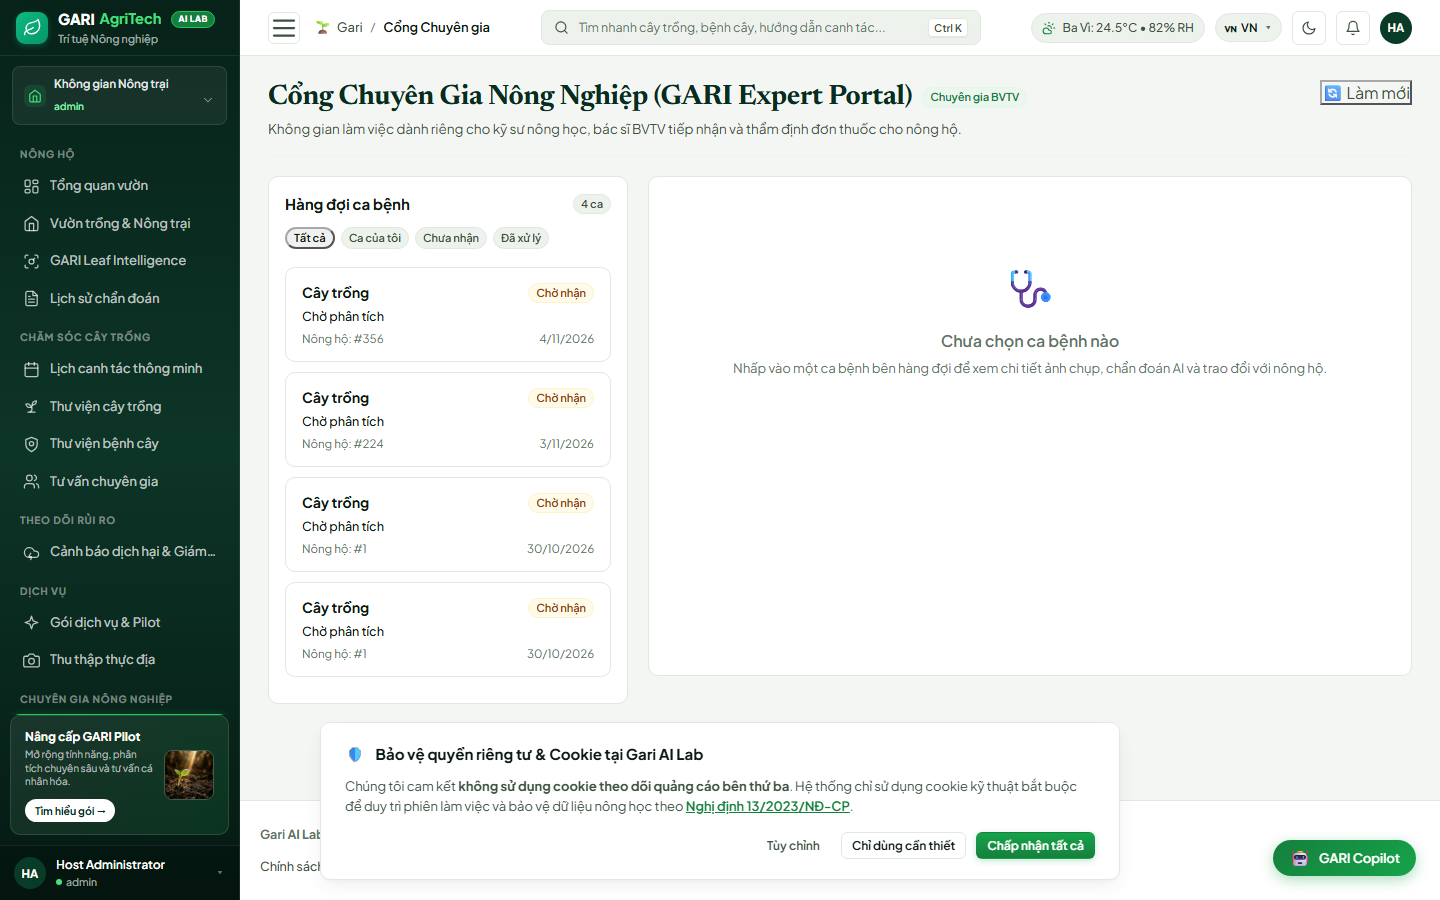 GARI AgriTech AI LAB
Trí tuệ Nông nghiệp
Không gian Nông trại
admin
NÔNG HỘ
Tổng quan vườn
Vườn trồng & Nông trại
GARI Leaf Intelligence
Lịch sử chẩn đoán
CHĂM SÓC CÂY TRỒNG
Lịch canh tác thông minh
Thư viện cây trồng
Thư viện bệnh cây
Tư vấn chuyên gia
THEO DÕI RỦI RO
Cảnh báo dịch hại & Giám...
DỊCH VỤ
Gói dịch vụ & Pilot
Thu thập thực địa
CHUYÊN GIA NÔNG NGHIỆP
Nâng cấp GARI Pilot
Mở rộng tính năng, phân
tích chuyên sâu và tư vấn cá
nhân hóa.
Tìm hiểu gói →
HA
Host Administrator
admin
Gari / Cổng Chuyên gia
Tìm nhanh cây trồng, bệnh cây, hướng dẫn canh tác...
Ctrl K
Ba Vì: 24.5°C • 82% RH
VN VN
HA
Cổng Chuyên Gia Nông Nghiệp (GARI Expert Portal)
Chuyên gia BVTV
Làm mới
Không gian làm việc dành riêng cho kỹ sư nông học, bác sĩ BVTV tiếp nhận và thẩm định đơn thuốc cho nông hộ.
Hàng đợi ca bệnh
4 ca
Tất cả
Ca của tôi
Chưa nhận
Đã xử lý
Cây trồng
Chờ nhận
Chờ phân tích
Nông hộ: #356
4/11/2026
Cây trồng
Chờ nhận
Chờ phân tích
Nông hộ: #224
3/11/2026
Cây trồng
Chờ nhận
Chờ phân tích
Nông hộ: #1
30/10/2026
Cây trồng
Chờ nhận
Chờ phân tích
Nông hộ: #1
30/10/2026
Chưa chọn ca bệnh nào
Nhấp vào một ca bệnh bên hàng đợi để xem chi tiết ảnh chụp, chẩn đoán AI và trao đổi với nông hộ.
Bảo vệ quyền riêng tư & Cookie tại Gari AI Lab
Chúng tôi cam kết không sử dụng cookie theo dõi quảng cáo bên thứ ba. Hệ thống chỉ sử dụng cookie kỹ thuật bắt buộc
để duy trì phiên làm việc và bảo vệ dữ liệu nông học theo Nghị định 13/2023/NĐ-CP.
Tùy chỉnh
Chỉ dùng cần thiết
Chấp nhận tất cả
Gari AI Lab
Chính sách
GARI Copilot